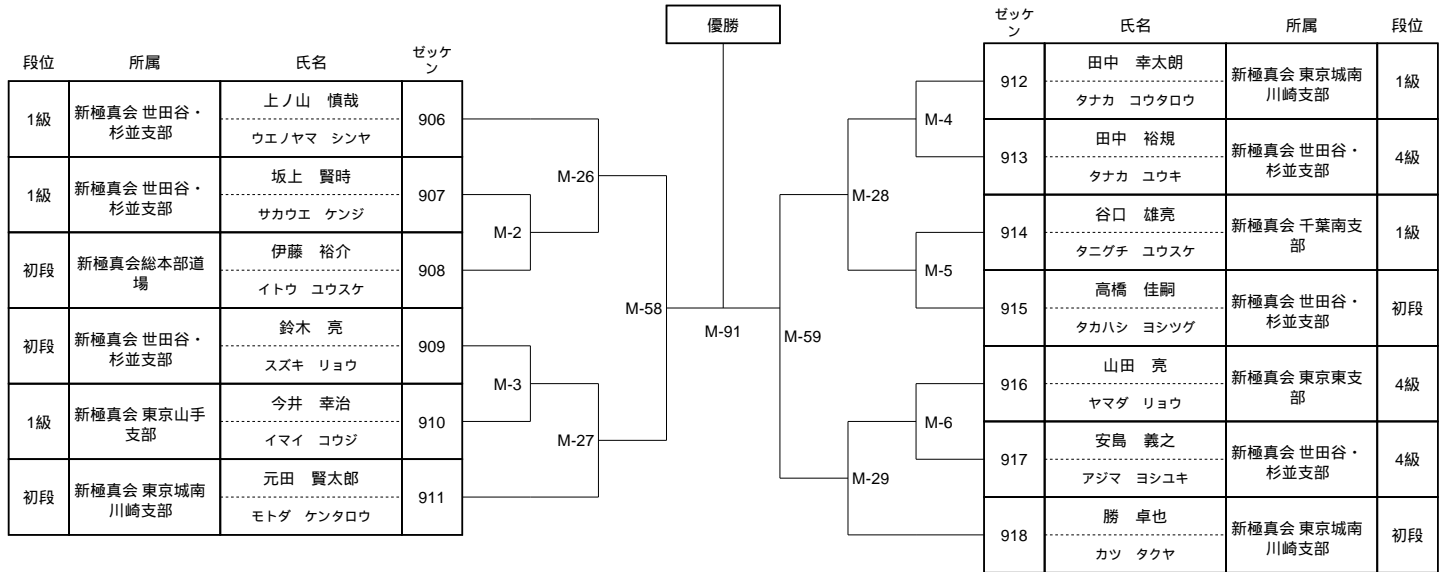 優勝
段位
所属
氏名
ゼッケ
ン
1級
新極真会 世田谷・
杉並支部
上ノ山 慎哉
ウエノヤマ シンヤ
906
1級
新極真会 世田谷・
杉並支部
坂上 賢時
サカウエ ケンジ
907
初段
新極真会総本部道
場
伊藤 裕介
イトウ ユウスケ
908
初段
新極真会 世田谷・
杉並支部
鈴木 亮
スズキ リョウ
909
1級
新極真会 東京山手
支部
今井 幸治
イマイ コウジ
910
初段
新極真会 東京城南
川崎支部
元田 賢太郎
モトダ ケンタロウ
911
M-26
M-2
M-58
M-3
M-27
M-91
M-59
M-4
M-28
M-5
M-6
M-29
ゼッケ
ン
氏名
所属
段位
912
田中 幸太朗
タナカ コウタロウ
新極真会 東京城南
川崎支部
1級
913
田中 裕規
タナカ ユウキ
新極真会 世田谷・
杉並支部
4級
914
谷口 雄亮
タニグチ ユウスケ
新極真会 千葉南支
部
1級
915
高橋 佳嗣
タカハシ ヨシツグ
新極真会 世田谷・
杉並支部
初段
916
山田 亮
ヤマダ リョウ
新極真会 東京東支
部
4級
917
安島 義之
アジマ ヨシユキ
新極真会 世田谷・
杉並支部
4級
918
勝 卓也
カツ タクヤ
新極真会 東京城南
川崎支部
初段